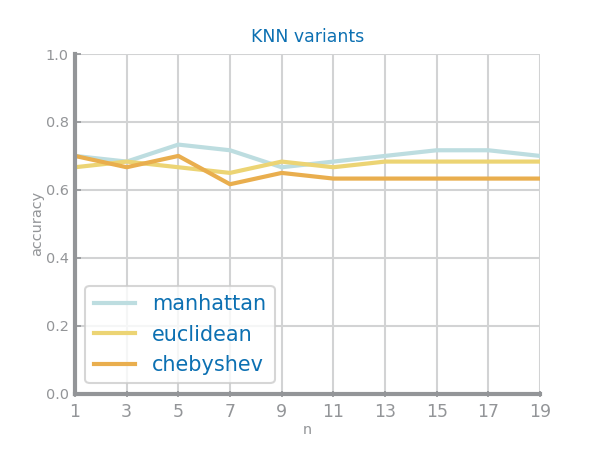 KNN variants
1.0
0.8
0.6
0.4
0.2
0.0
accuracy
manhattan
euclidean
chebyshev
1 3 5 7 9 11 13 15 17 19
n